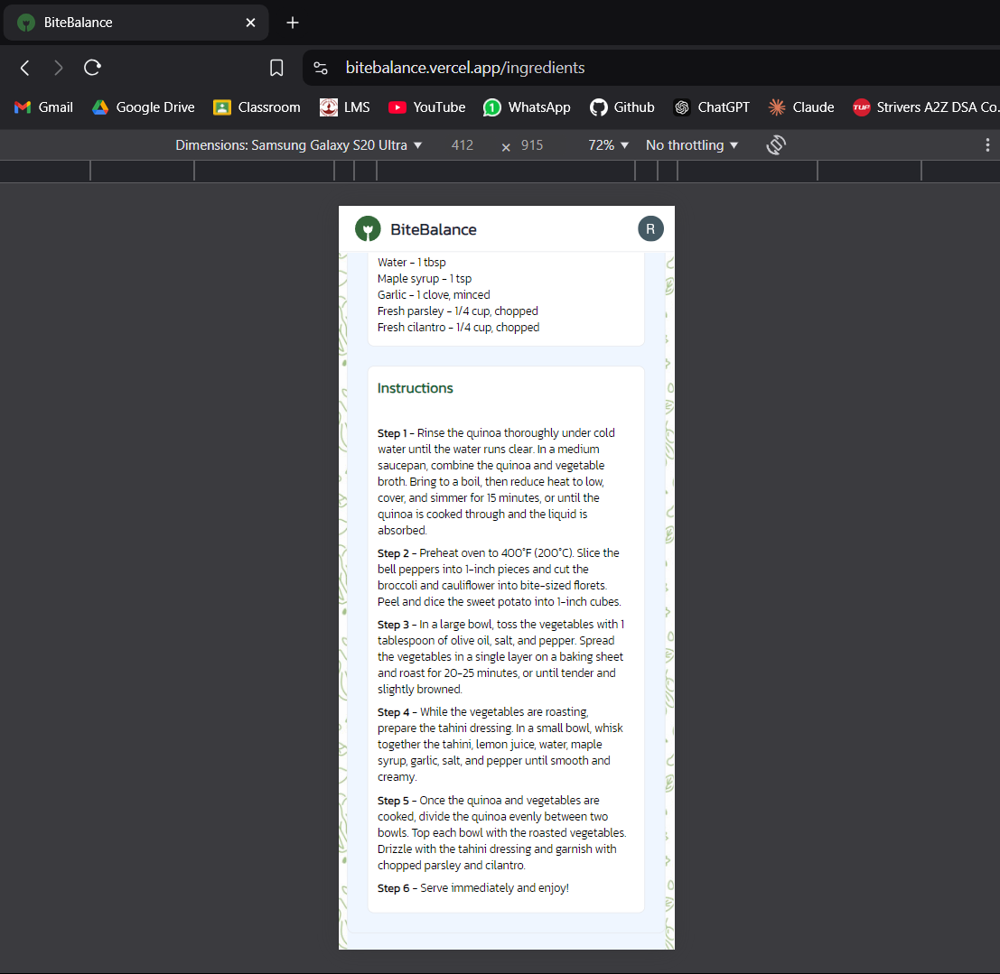 BiteBalance
bitebalance.vercel.app/ingredients
Gmail
Google Drive
Classroom
LMS
YouTube
1
WhatsApp
Github
ChatGPT
Claude
TUF
Strivers A2Z DSA Co.
Dimensions: Samsung Galaxy S20 Ultra
412
×
915
72%
No throttling
BiteBalance
R
Water - 1 tbsp
Maple syrup - 1 tsp
Garlic - 1 clove, minced
Fresh parsley - 1/4 cup, chopped
Fresh cilantro - 1/4 cup, chopped
Instructions
Step 1 - Rinse the quinoa thoroughly under cold
water until the water runs clear. In a medium
saucepan, combine the quinoa and vegetable
broth. Bring to a boil, then reduce heat to low,
cover, and simmer for 15 minutes, or until the
quinoa is cooked through and the liquid is
absorbed.
Step 2 - Preheat oven to 400°F (200°C). Slice the
bell peppers into 1-inch pieces and cut the
broccoli and cauliflower into bite-sized florets.
Peel and dice the sweet potato into 1-inch cubes.
Step 3 - In a large bowl, toss the vegetables with 1
tablespoon of olive oil, salt, and pepper. Spread
the vegetables in a single layer on a baking sheet
and roast for 20-25 minutes, or until tender and
slightly browned.
Step 4 - While the vegetables are roasting,
prepare the tahini dressing. In a small bowl, whisk
together the tahini, lemon juice, water, maple
syrup, garlic, salt, and pepper until smooth and
creamy.
Step 5 - Once the quinoa and vegetables are
cooked, divide the quinoa evenly between two
bowls. Top each bowl with the roasted vegetables.
Drizzle with the tahini dressing and garnish with
chopped parsley and cilantro.
Step 6 - Serve immediately and enjoy!